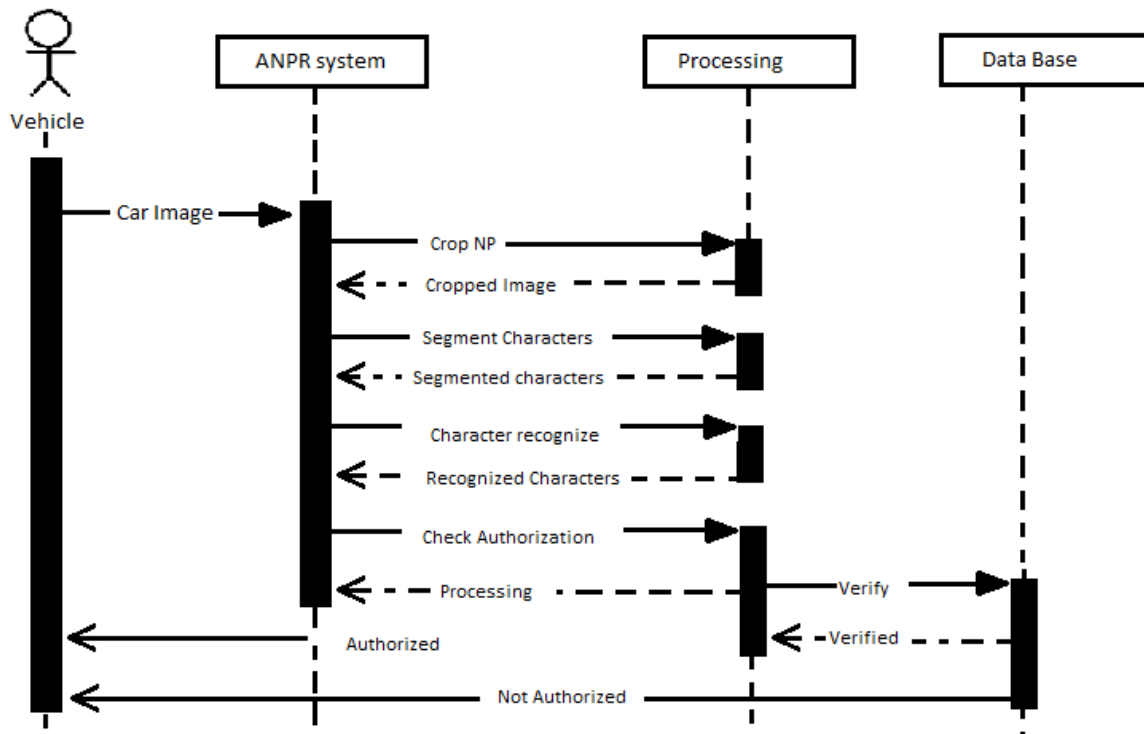 ANPR system
Processing
Data Base
Vehicle
Car Image
Crop NP
Cropped Image
Segment Characters
Segmented characters
Character recognize
Recognized Characters
Check Authorization
Processing
Verify
Verified
Authorized
Not Authorized